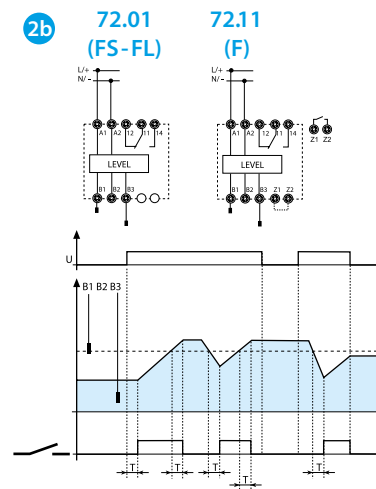 2b
72.01
(FS-FL)
72.11
(F)
L/+
N/-
L/+
N/-
A1 A2 12 11 14
A1 A2 12 11 14
Z1 Z2
LEVEL
LEVEL
B1 B2 B3
B1 B2 B3 Z1 Z2
U
B1 B2 B3
T T T T T